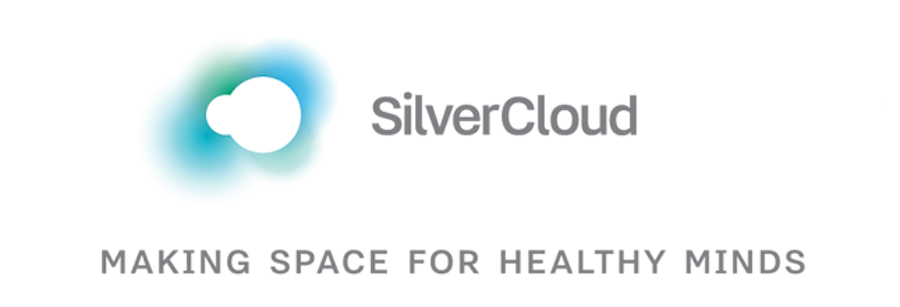 SilverCloud
MAKING SPACE FOR HEALTHY MINDS